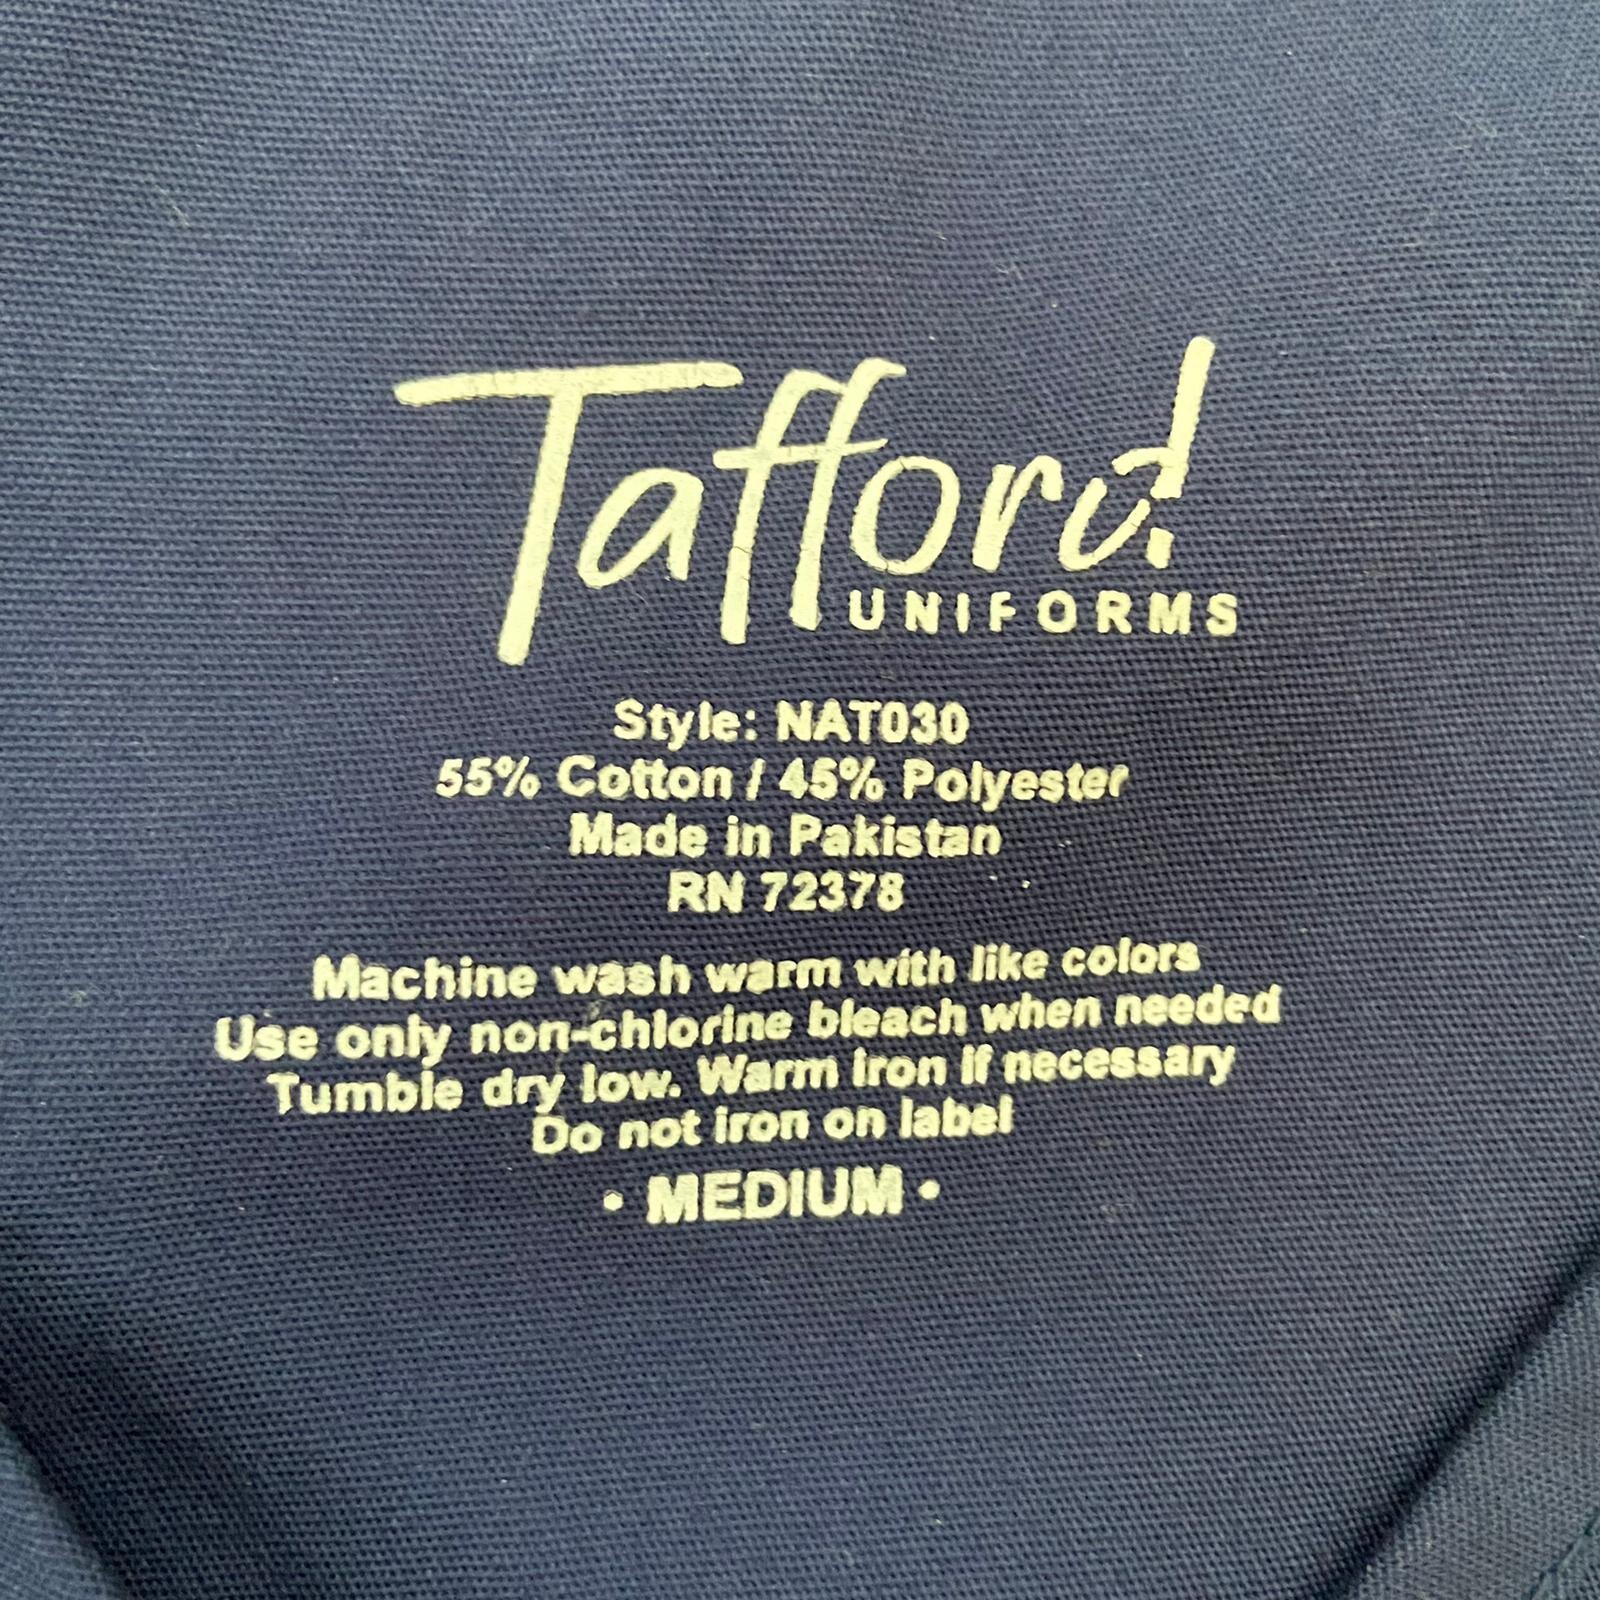 Tafford
UNIFORMS
Style: NAT030
55% Cotton / 45% Polyester
Made in Pakistan
RN 72378
Machine wash warm with like colors
Use only non-chlorine bleach when needed
Tumble dry low. Warm iron if necessary
Do not iron on label
• MEDIUM •